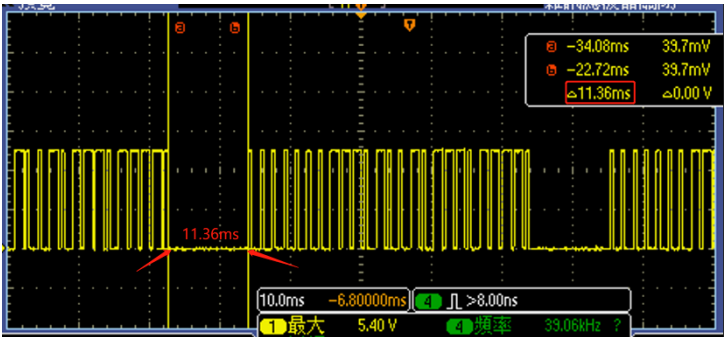 a b T
a −34.08ms 39.7mV
b −22.72ms 39.7mV
△11.36ms △0.00 V
11.36ms
10.0ms −6.80000ms 4 >8.00ns
1 最大 5.40 V 4 頻率 39.06kHz ?